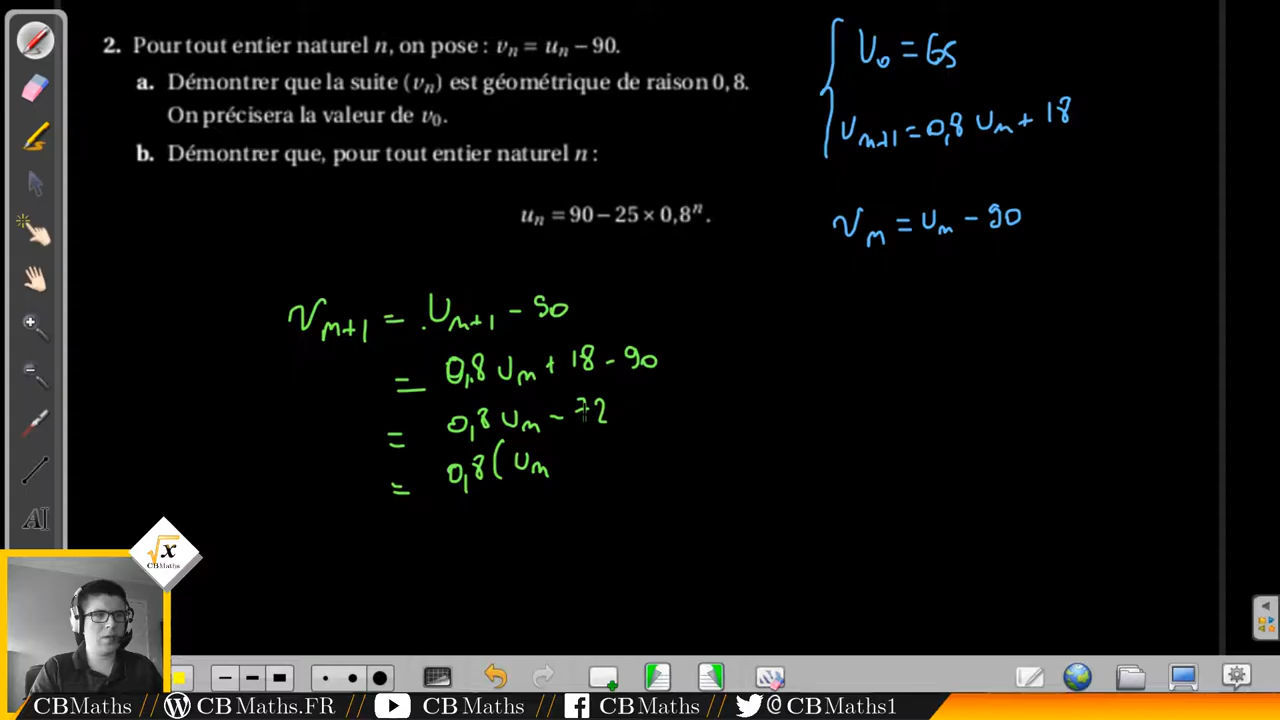 2. Pour tout entier naturel n, on pose : vₙ = uₙ − 90.
a. Démontrer que la suite (vₙ) est géométrique de raison 0,8.
On précisera la valeur de v₀.
b. Démontrer que, pour tout entier naturel n :
uₙ = 90 − 25 × 0,8ⁿ.
U₀ = 65
Uₙ₊₁ = 0,8 Uₙ + 18
Vₙ = Uₙ − 90
Vₙ₊₁ = Uₙ₊₁ − 90
= 0,8 Uₙ + 18 − 90
= 0,8 Uₙ − 72
= 0,8 ( Uₙ
AI
√x
CBMaths
CBMaths CBMaths.FR CBMaths CBMaths @CBMaths1